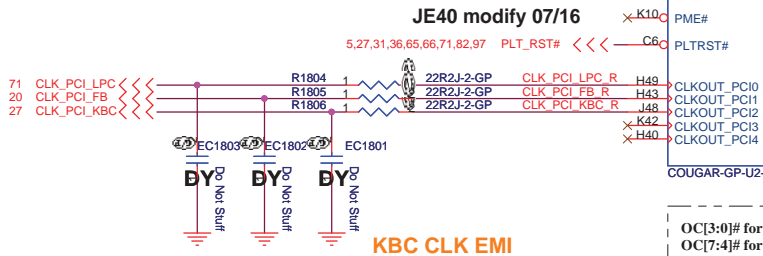 JE40 modify 07/16
K10 PME#
5,27,31,36,65,66,71,82,97 PLT_RST# C6 PLTRST#
71 CLK_PCI_LPC R1804 1 22R2J-2-GP CLK_PCI_LPC_R H49 CLKOUT_PCI0
20 CLK_PCI_FB R1805 1 22R2J-2-GP CLK_PCI_FB_R H43 CLKOUT_PCI1
27 CLK_PCI_KBC R1806 1 22R2J-2-GP CLK_PCI_KBC_R J48 CLKOUT_PCI2
K42 CLKOUT_PCI3
H40 CLKOUT_PCI4
EC1803 EC1802 EC1801
COUGAR-GP-U2-
DY Do Not Stuff DY Do Not Stuff DY Do Not Stuff
OC[3:0]# for
OC[7:4]# for
KBC CLK EMI